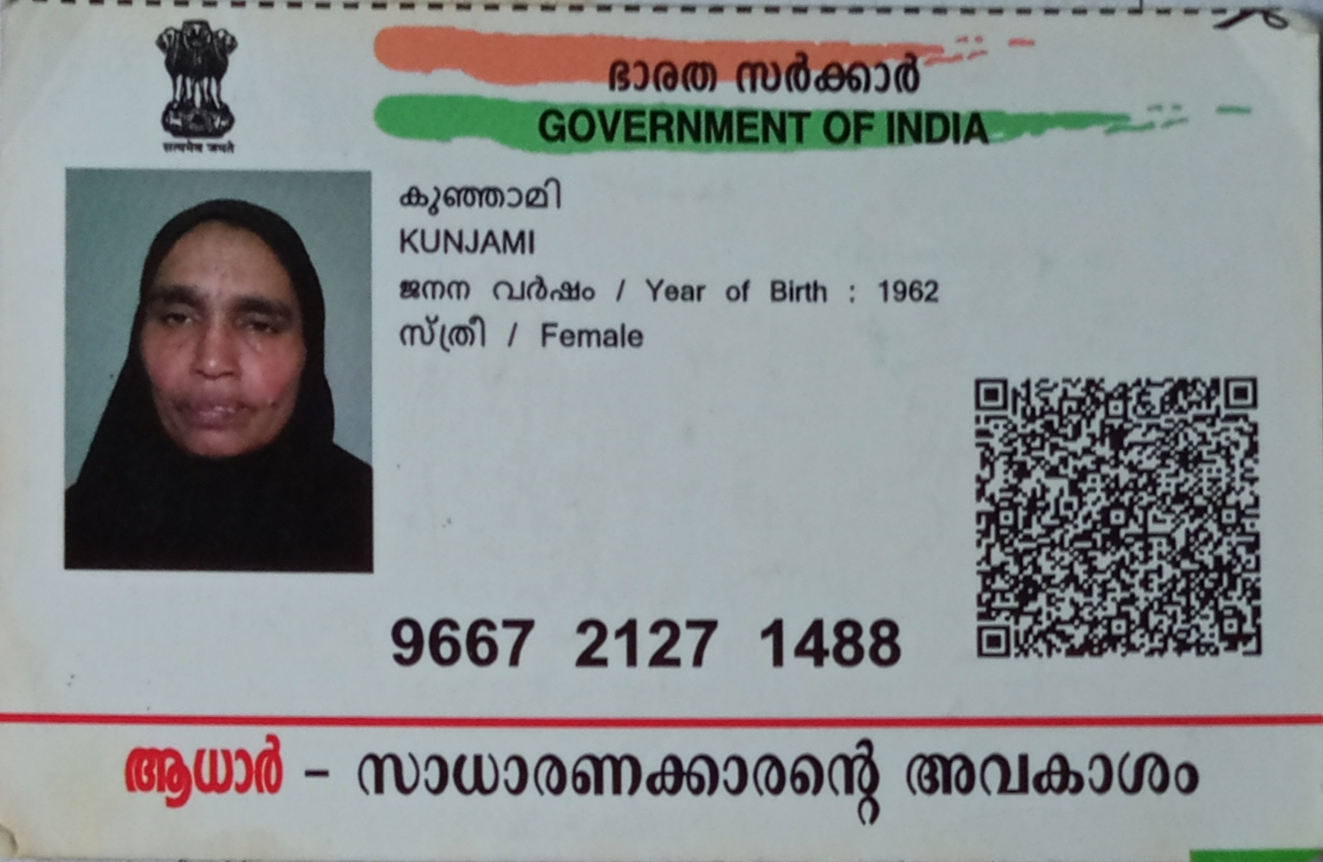 ഭാരത സർക്കാർ
GOVERNMENT OF INDIA
सत्यमेव जयते
കുഞ്ഞാമി
KUNJAMI
ജനന വർഷം / Year of Birth : 1962
സ്ത്രീ / Female
9667 2127 1488
ആധാർ – സാധാരണക്കാരന്റെ അവകാശം